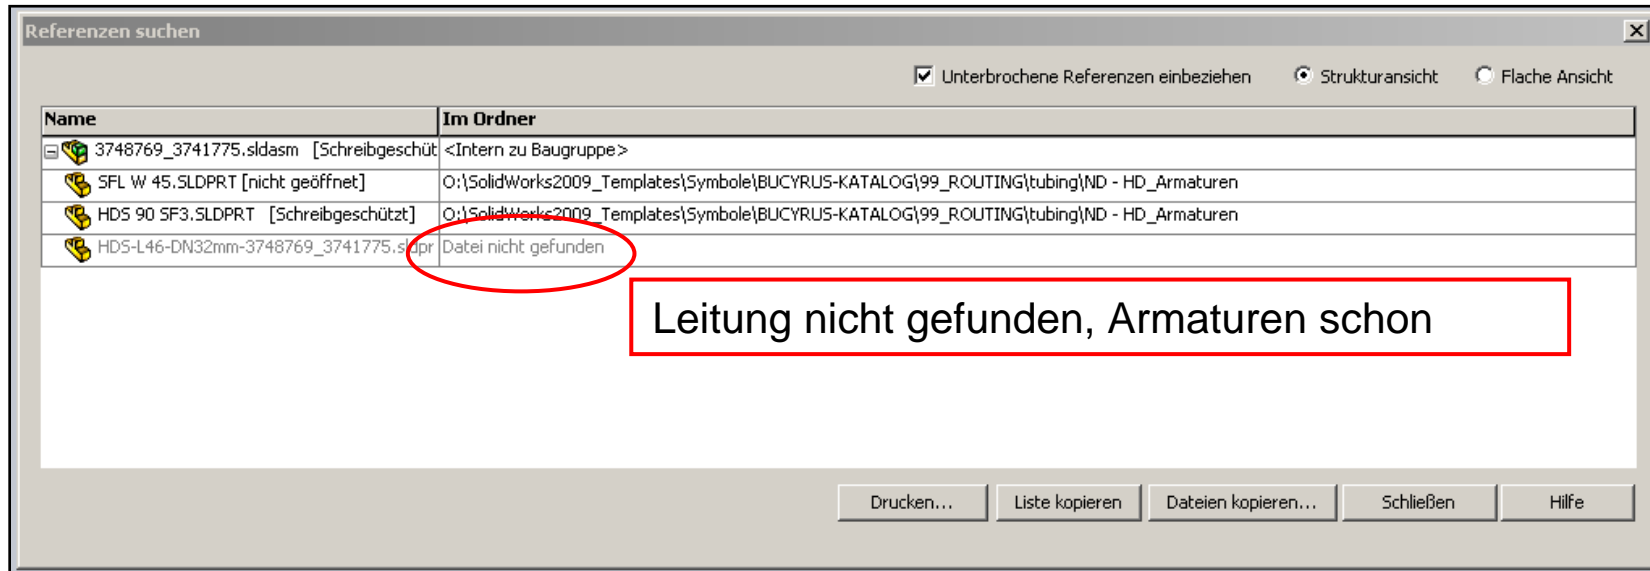 Referenzen suchen
Unterbrochene Referenzen einbeziehen Strukturansicht Flache Ansicht
Name Im Ordner
3748769_3741775.sldasm [Schreibgeschüt <Intern zu Baugruppe>
SFL W 45.SLDPRT [nicht geöffnet] O:\SolidWorks2009_Templates\Symbole\BUCYRUS-KATALOG\99_ROUTING\tubing\ND - HD_Armaturen
HDS 90 SF3.SLDPRT [Schreibgeschützt] O:\SolidWorks2009_Templates\Symbole\BUCYRUS-KATALOG\99_ROUTING\tubing\ND - HD_Armaturen
HDS-L46-DN32mm-3748769_3741775.sldpr Datei nicht gefunden
Leitung nicht gefunden, Armaturen schon
Drucken... Liste kopieren Dateien kopieren... Schließen Hilfe